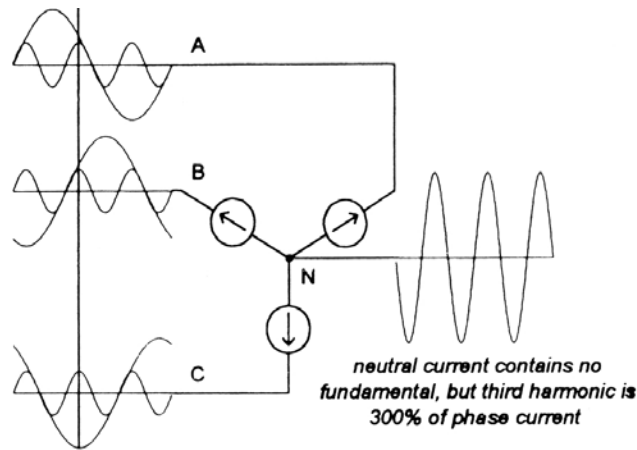 A
B
N
C
neutral current contains no
fundamental, but third harmonic is
300% of phase current